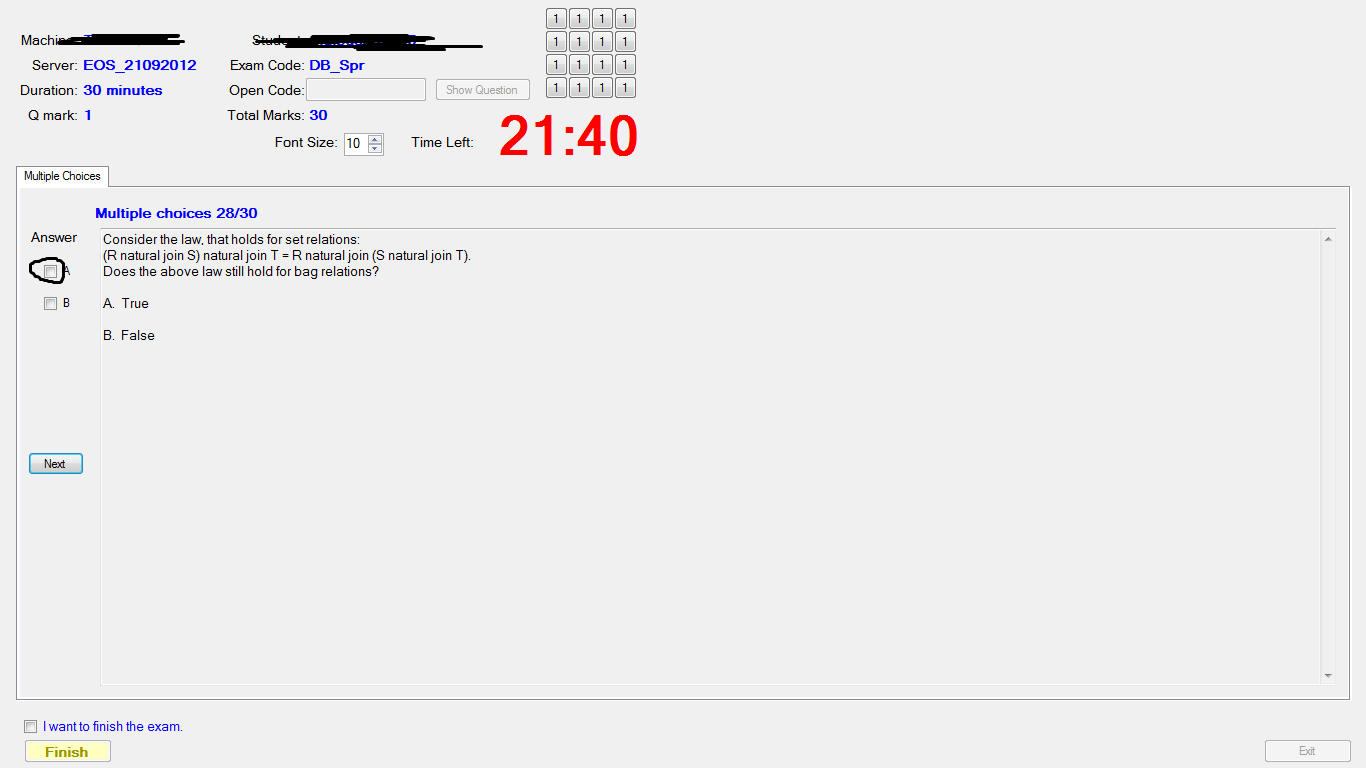 1 1 1 1
Server: EOS_21092012 Exam Code: DB_Spr
1 1 1 1
Duration: 30 minutes Open Code: Show Question
1 1 1 1
1 1 1 1
Q mark: 1 Total Marks: 30
Font Size: 10 Time Left: 21:40
Multiple Choices
Multiple choices 28/30
Answer
Consider the law, that holds for set relations:
(R natural join S) natural join T = R natural join (S natural join T).
A
Does the above law still hold for bag relations?
B
A. True
B. False
Next
I want to finish the exam.
Finish
Exit